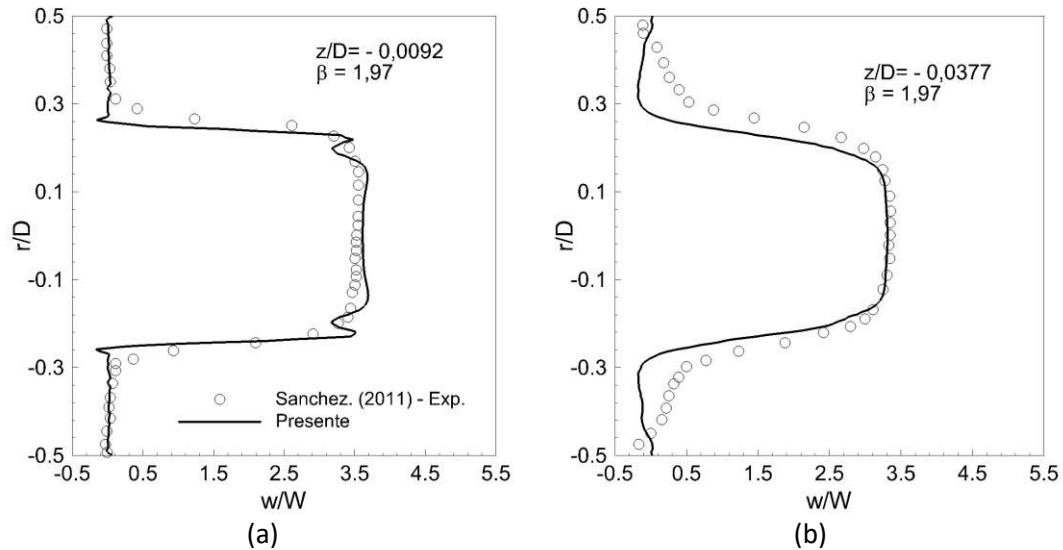 0.5
0.3
0.1
-0.1
-0.3
-0.5
r/D
z/D= - 0,0092
β = 1,97
Sanchez. (2011) - Exp.
Presente
-0.5 0.5 1.5 2.5 3.5 4.5 5.5
w/W
(a)
0.5
0.3
0.1
-0.1
-0.3
-0.5
r/D
z/D= - 0,0377
β = 1,97
-0.5 0.5 1.5 2.5 3.5 4.5 5.5
w/W
(b)